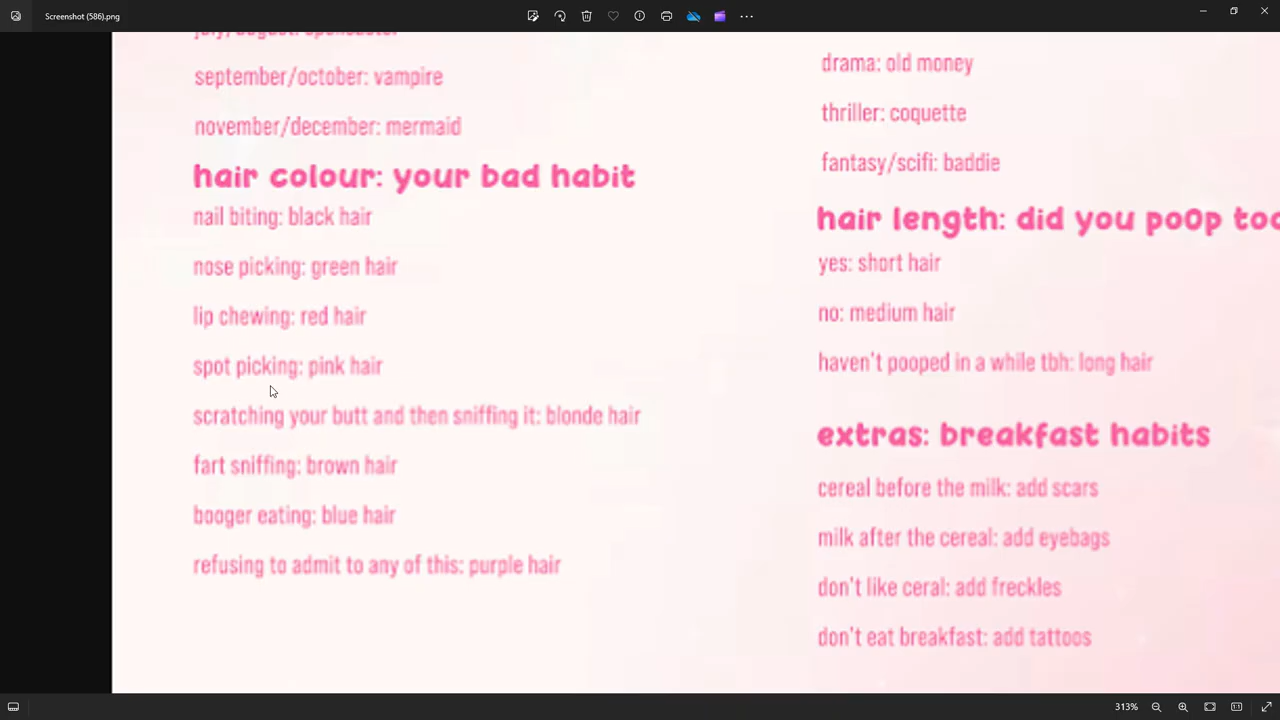 Screenshot (586).png
september/october: vampire
november/december: mermaid
hair colour: your bad habit
nail biting: black hair
nose picking: green hair
lip chewing: red hair
spot picking: pink hair
scratching your butt and then sniffing it: blonde hair
fart sniffing: brown hair
booger eating: blue hair
refusing to admit to any of this: purple hair
drama: old money
thriller: coquette
fantasy/scifi: baddie
hair length: did you po0p
yes: short hair
no: medium hair
haven't pooped in a while tbh: long hair
extras: breakfast habits
cereal before the milk: add scars
milk after the cereal: add eyebags
don't like ceral: add freckles
don't eat breakfast: add tattoos
313%